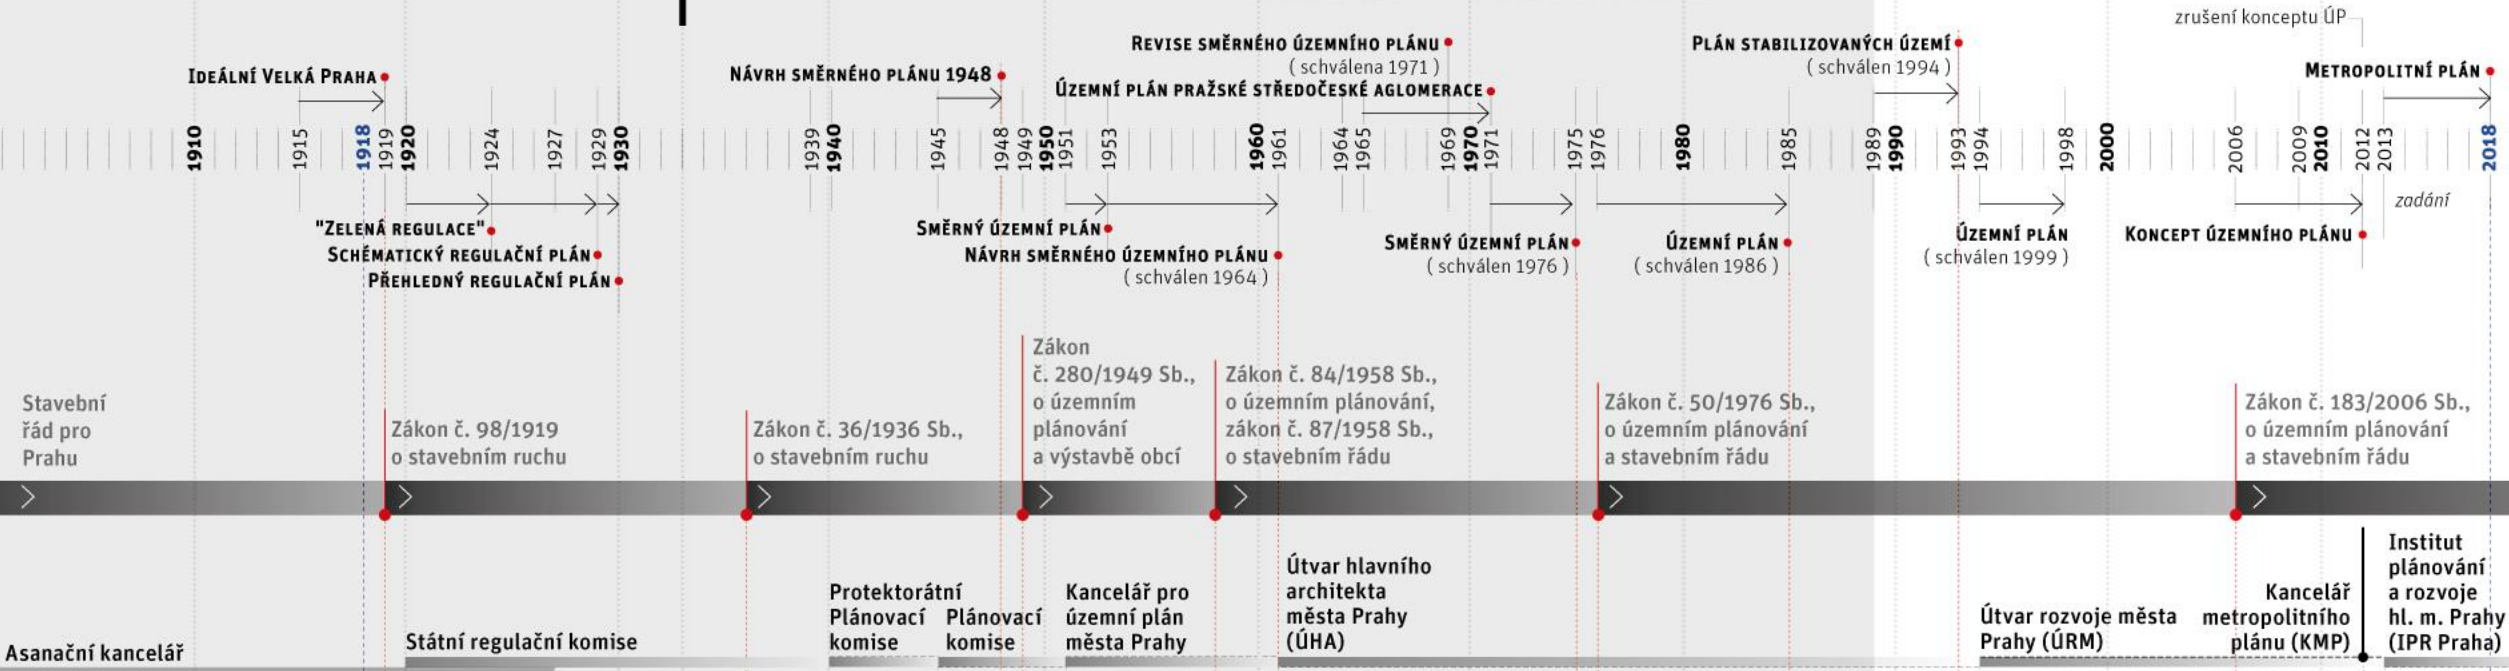 zrušení konceptu ÚP
REVISE SMĚRNÉHO ÚZEMNÍHO PLÁNU
( schválena 1971 )
PLÁN STABILIZOVANÝCH ÚZEMÍ
( schválen 1994 )
IDEÁLNÍ VELKÁ PRAHA
NÁVRH SMĚRNÉHO PLÁNU 1948
ÚZEMNÍ PLÁN PRAŽSKÉ STŘEDOČESKÉ AGLOMERACE
METROPOLITNÍ PLÁN
1910
1915
1918
1919
1920
1924
1927
1929
1930
1939
1940
1945
1948
1949
1950
1951
1953
1960
1961
1964
1965
1969
1970
1971
1975
1976
1980
1985
1989
1990
1993
1994
1998
2000
2006
2009
2010
2012
2013
2018
zadání
"ZELENÁ REGULACE"
SCHÉMATICKÝ REGULAČNÍ PLÁN
PŘEHLEDNÝ REGULAČNÍ PLÁN
SMĚRNÝ ÚZEMNÍ PLÁN
NÁVRH SMĚRNÉHO ÚZEMNÍHO PLÁNU
( schválen 1964 )
SMĚRNÝ ÚZEMNÍ PLÁN
( schválen 1976 )
ÚZEMNÍ PLÁN
( schválen 1986 )
ÚZEMNÍ PLÁN
( schválen 1999 )
KONCEPT ÚZEMNÍHO PLÁNU
Stavební
řád pro
Prahu
Zákon č. 98/1919
o stavebním ruchu
Zákon č. 36/1936 Sb.,
o stavebním ruchu
Zákon
č. 280/1949 Sb.,
o územním
plánování
a výstavbě obcí
Zákon č. 84/1958 Sb.,
o územním plánování,
zákon č. 87/1958 Sb.,
o stavebním řádu
Zákon č. 50/1976 Sb.,
o územním plánování
a stavebním řádu
Zákon č. 183/2006 Sb.,
o územním plánování
a stavebním řádu
Asanační kancelář
Státní regulační komise
Protektorátní
Plánovací
komise
Plánovací
komise
Kancelář pro
územní plán
města Prahy
Útvar hlavního
architekta
města Prahy
(ÚHA)
Útvar rozvoje města
Prahy (ÚRM)
Kancelář
metropolitního
plánu (KMP)
Institut
plánování
a rozvoje
hl. m. Prahy
(IPR Praha)